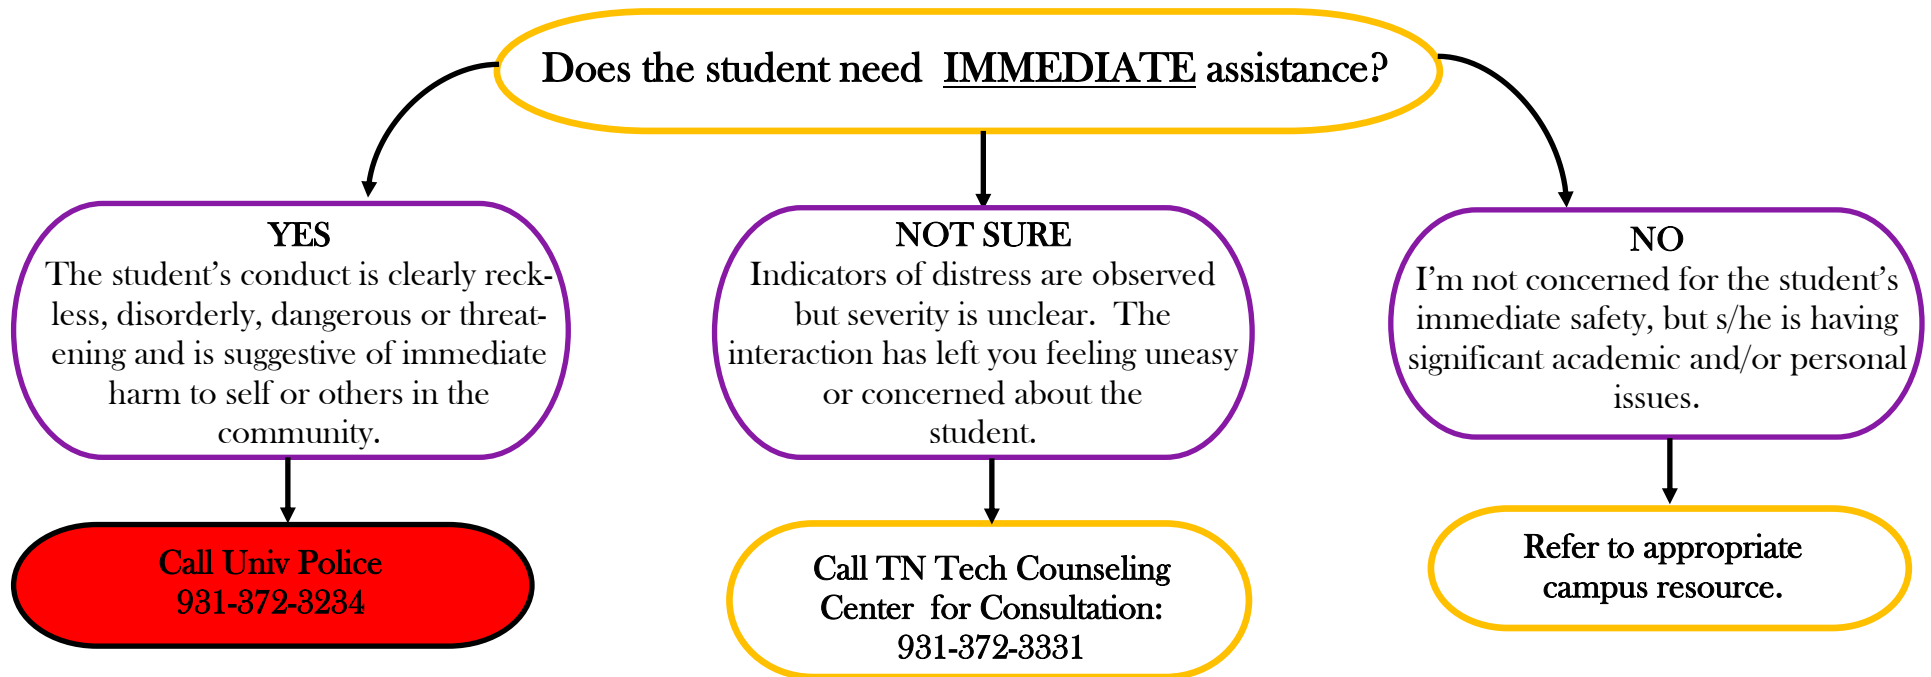 Does the student need IMMEDIATE assistance?
YES
The student’s conduct is clearly reck-
less, disorderly, dangerous or threat-
ening and is suggestive of immediate
harm to self or others in the
community.
NOT SURE
Indicators of distress are observed
but severity is unclear. The
interaction has left you feeling uneasy
or concerned about the
student.
NO
I’m not concerned for the student’s
immediate safety, but s/he is having
significant academic and/or personal
issues.
Call Univ Police
931-372-3234
Call TN Tech Counseling
Center for Consultation:
931-372-3331
Refer to appropriate
campus resource.